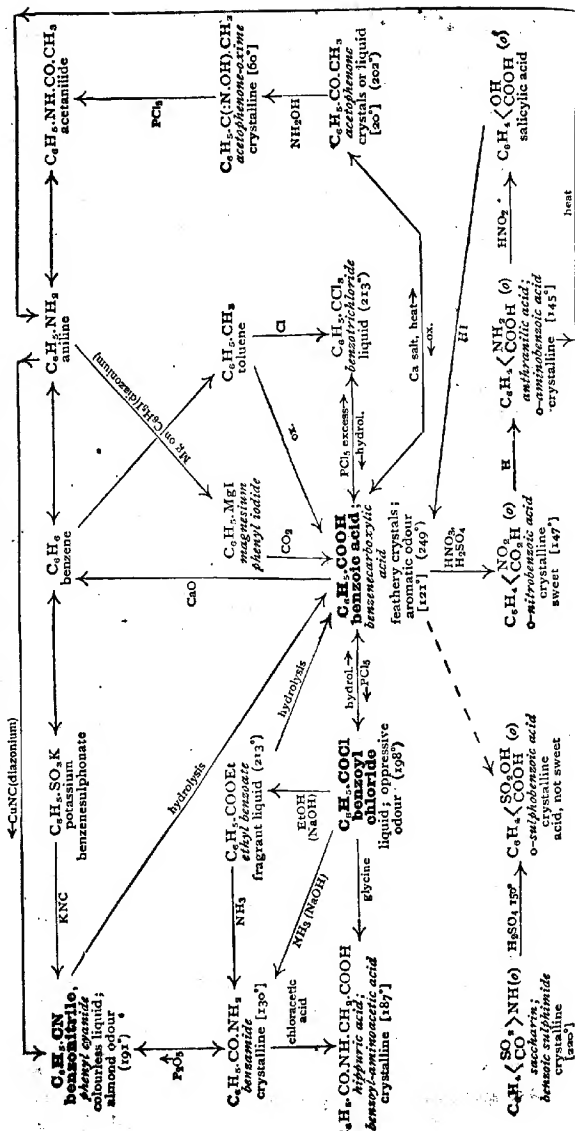 ←CuNC(diazonium)
C₆H₅.CN
benzonitrile,
phenyl cyanide
colourless liquid;
almond odour
(191°)
KNC
C₆H₅.SO₃K
potassium
benzenesulphonate
C₆H₆
benzene
C₆H₅.NH₂
aniline
C₆H₅.NH.CO.CH₃
acetanilide
hydrolysis
CaO
Mg on C₆H₅I(diazonium)
PCl₅
P₂O₅
C₆H₅.COOEt
ethyl benzoate
fragrant liquid (213°)
hydrolysis
C₆H₅.MgI
magnesium
phenyl iodide
C₆H₅.CH₃
toluene
C₆H₅.C(:N.OH).CH₃
acetophenone-oxime
crystalline [60°]
NH₃
EtOH
(NaOH)
CO₂
ox.
Cl
NH₂OH
C₆H₅.CO.NH₂
benzamide
crystalline [130°]
NH₃ (NaOH)
C₆H₅.COCl
benzoyl
chloride
liquid; oppressive
odour (198°)
hydrol.→
←PCl₅
C₆H₅.COOH
benzoic acid;
benzenecarboxylic
acid
feathery crystals;
aromatic odour
[121°] (249°)
PCl₅ excess→
←hydrol.
C₆H₅.CCl₃
benzotrichloride
liquid (213°)
C₆H₅.CO.CH₃
acetophenone
crystals or liquid
[20°] (202°)
chloracetic
acid
glycine
Ca salt, heat→
←ox.
C₆H₅.CO.NH.CH₂.COOH
hippuric acid;
benzoyl-aminoacetic acid
crystalline [187°]
HNO₃,
H₂SO₄
HI
C₆H₄<SO₂ CO>NH(o)
saccharin;
benzoic sulphimide
crystalline
[220°]
H₂SO₄ 150°
C₆H₄<SO₂OH COOH (o)
o-sulphobenzoic acid
crystalline
acid, not sweet
C₆H₄<NO₂ CO₂H (o)
o-nitrobenzoic acid
crystalline
sweet [147°]
H
C₆H₄<NH₂ COOH (o)
anthranilic acid;
o-aminobenzoic acid
crystalline [145°]
HNO₂
C₆H₄<OH COOH (o)
salicylic acid
heat